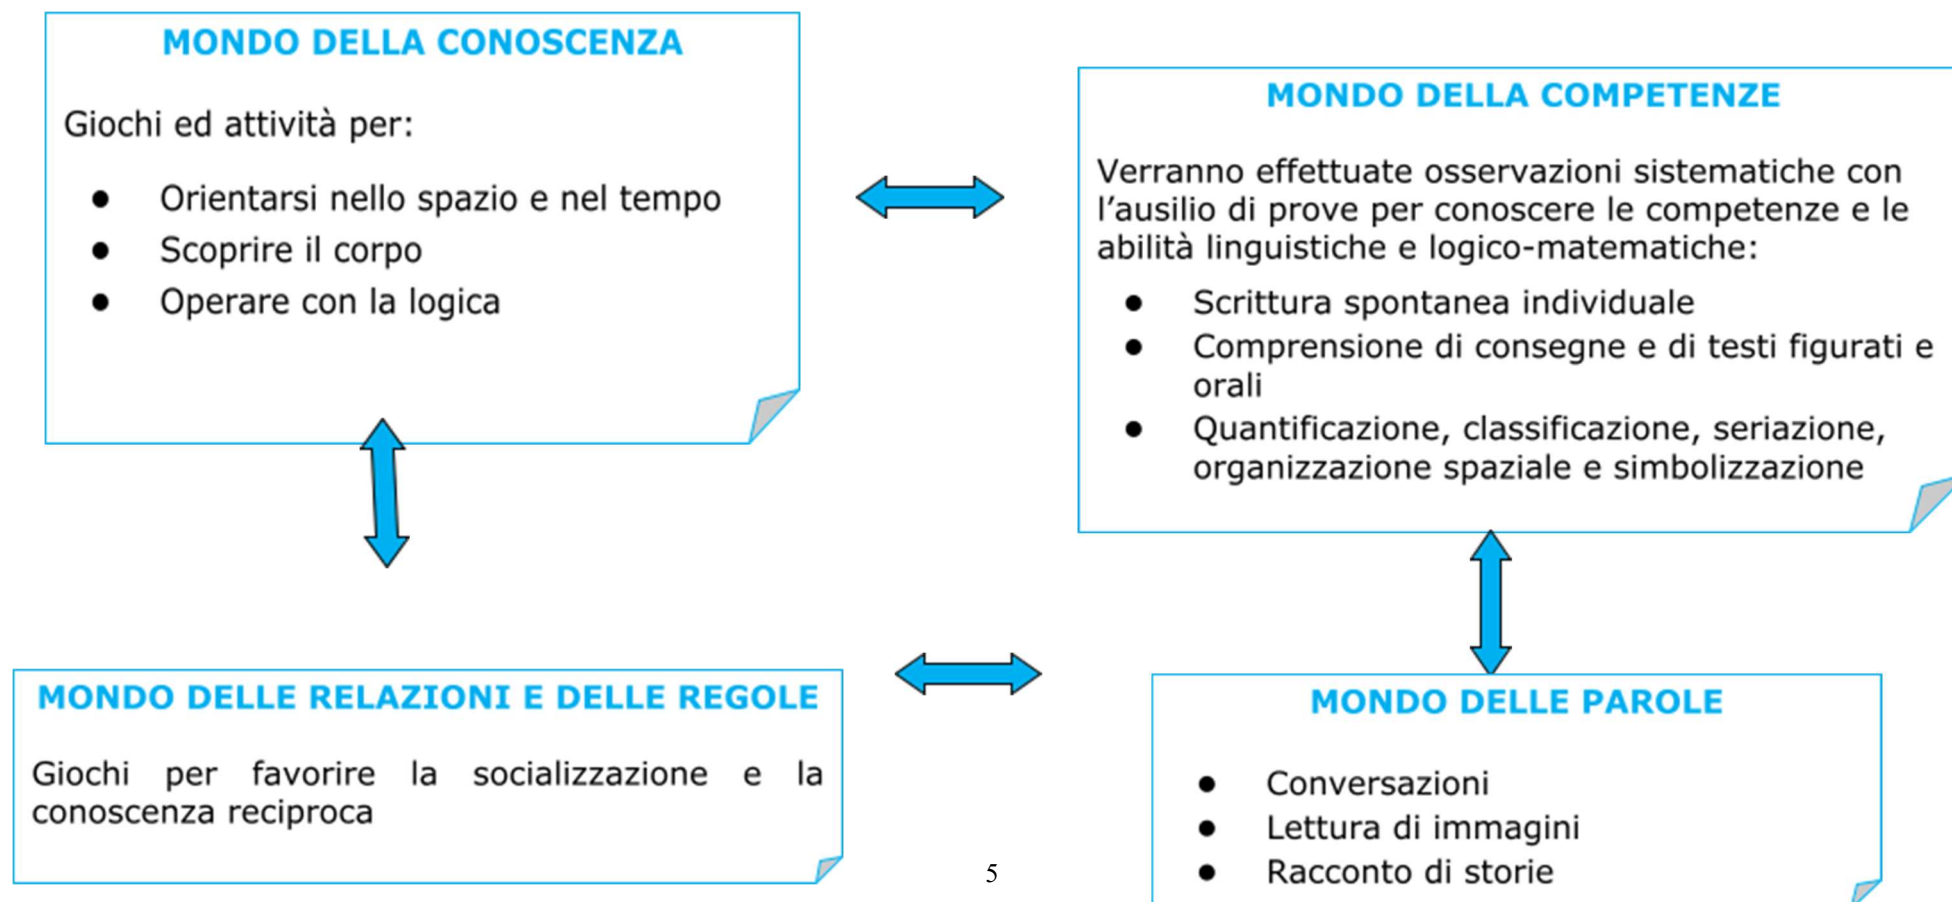 MONDO DELLA CONOSCENZA
Giochi ed attività per:
● Orientarsi nello spazio e nel tempo
● Scoprire il corpo
● Operare con la logica
MONDO DELLA COMPETENZE
Verranno effettuate osservazioni sistematiche con
l'ausilio di prove per conoscere le competenze e le
abilità linguistiche e logico-matematiche:
● Scrittura spontanea individuale
● Comprensione di consegne e di testi figurati e
orali
● Quantificazione, classificazione, seriazione,
organizzazione spaziale e simbolizzazione
MONDO DELLE RELAZIONI E DELLE REGOLE
Giochi per favorire la socializzazione e la
conoscenza reciproca
MONDO DELLE PAROLE
● Conversazioni
● Lettura di immagini
● Racconto di storie
5